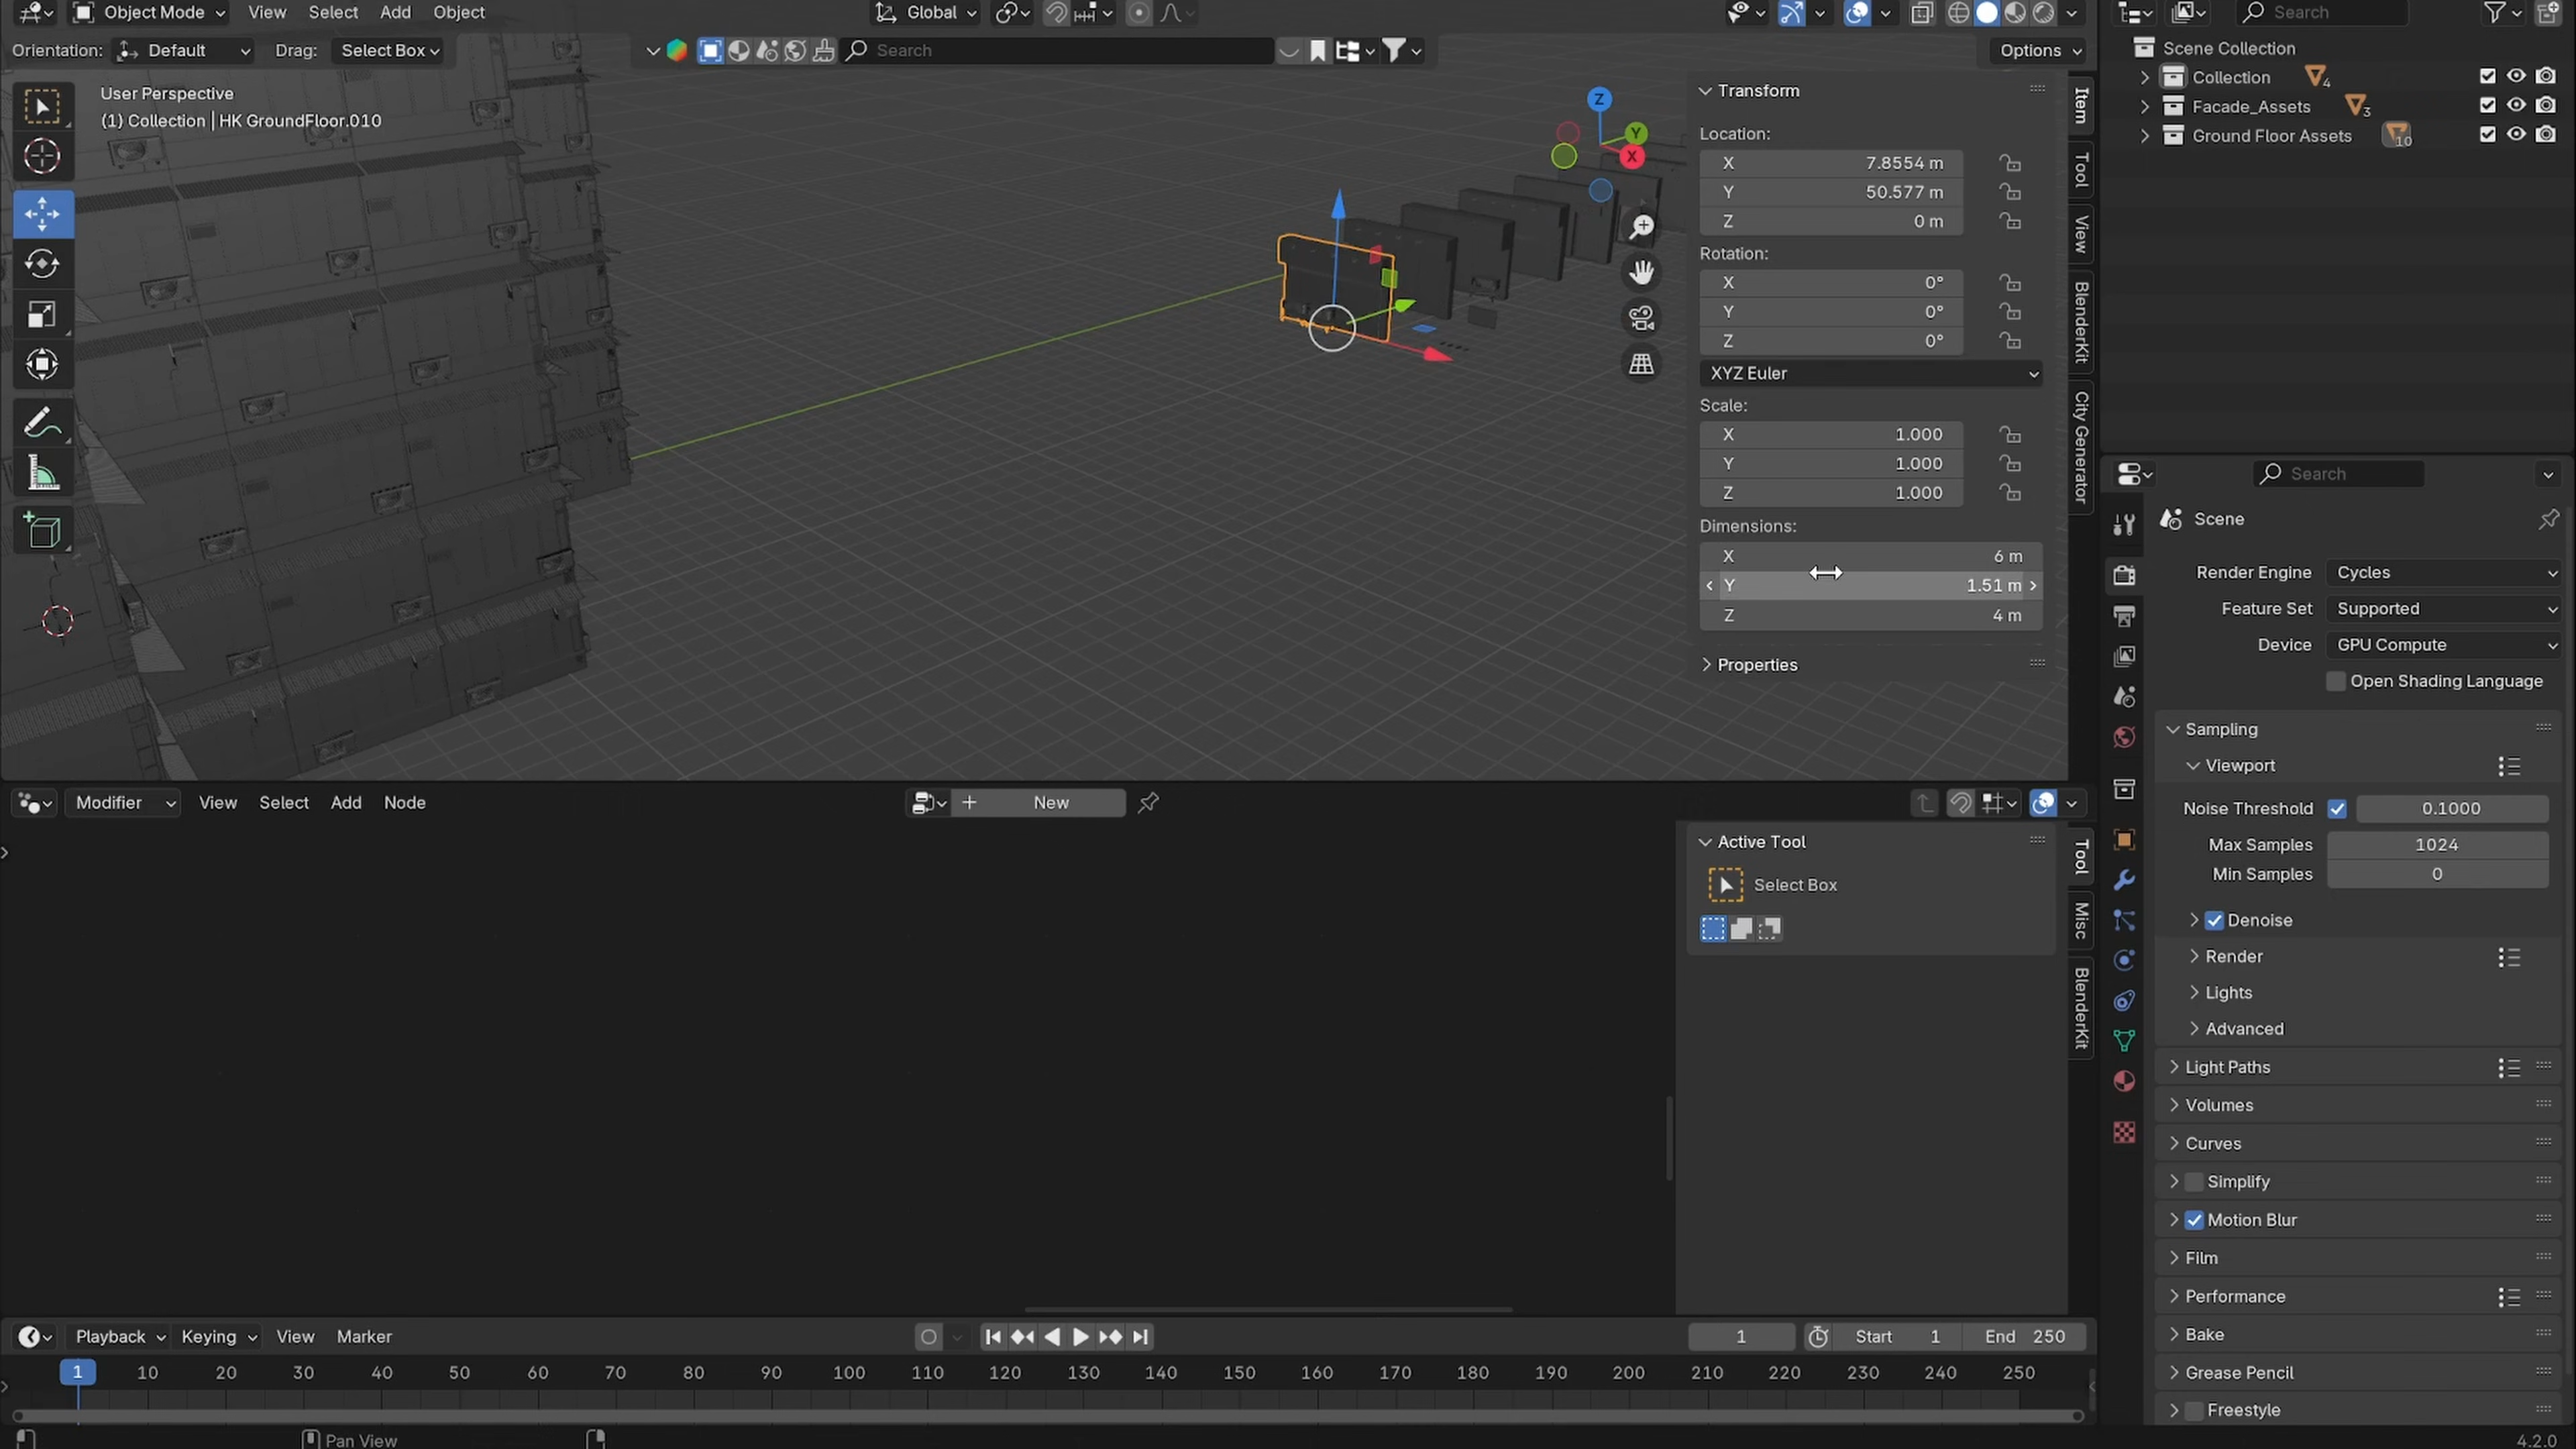 Object Mode View Select Add Object Global Search
Orientation: Default Drag: Select Box Search Options
User Perspective
(1) Collection | HK GroundFloor.010
Z
Y
X
Transform
Location:
X 7.8554 m
Y 50.577 m
Z 0 m
Rotation:
X 0°
Y 0°
Z 0°
XYZ Euler
Scale:
X 1.000
Y 1.000
Z 1.000
Dimensions:
X 6 m
Y 1.51 m
Z 4 m
Properties
Item
Tool
View
BlenderKit
City Generator
Scene Collection
Collection 4
Facade_Assets 3
Ground Floor Assets 10
Search
Scene
Render Engine Cycles
Feature Set Supported
Device GPU Compute
Open Shading Language
Sampling
Viewport
Noise Threshold 0.1000
Max Samples 1024
Min Samples 0
Denoise
Render
Lights
Advanced
Light Paths
Volumes
Curves
Simplify
Motion Blur
Film
Performance
Bake
Grease Pencil
Freestyle
Modifier View Select Add Node New
Active Tool
Select Box
Tool
Misc
BlenderKit
Playback Keying View Marker 1 Start 1 End 250
1 10 20 30 40 50 60 70 80 90 100 110 120 130 140 150 160 170 180 190 200 210 220 230 240 250
Pan View 4.2.0